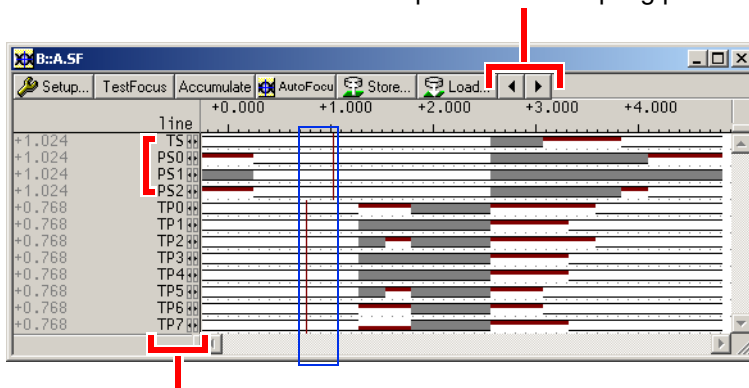 B::A.SF
Setup... TestFocus Accumulate AutoFocu Store... Load...
+0.000 +1.000 +2.000 +3.000 +4.000
line
+1.024 TS
+1.024 PS0
+1.024 PS1
+1.024 PS2
+0.768 TP0
+0.768 TP1
+0.768 TP2
+0.768 TP3
+0.768 TP4
+0.768 TP5
+0.768 TP6
+0.768 TP7